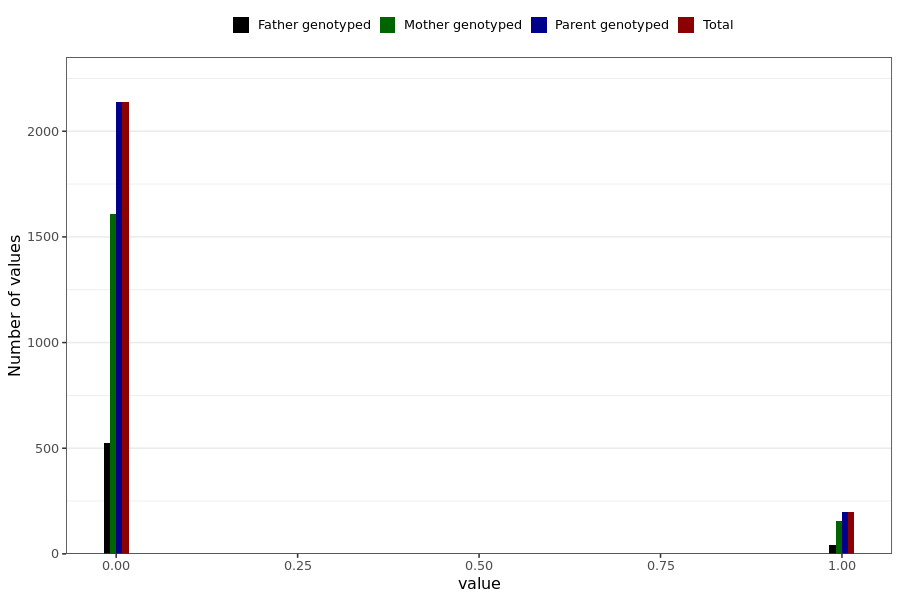 Father genotyped Mother genotyped Parent genotyped Total
Number of values
2000
1500
1000
500
0
0.00 0.25 0.50 0.75 1.00
value